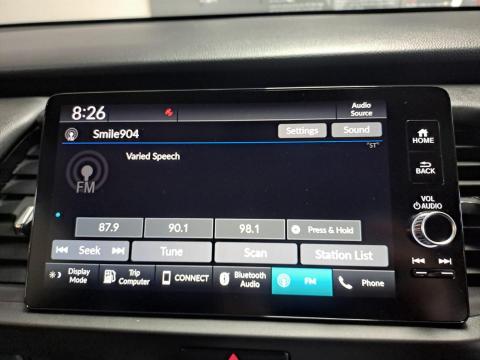 8:26
Audio
Source
Smile904
Settings
Sound
"ST"
Varied Speech
FM
87.9
90.1
98.1
Press & Hold
Seek
Tune
Scan
Station List
Display
Mode
Trip
Computer
CONNECT
Bluetooth
Audio
FM
Phone
HOME
BACK
VOL
AUDIO